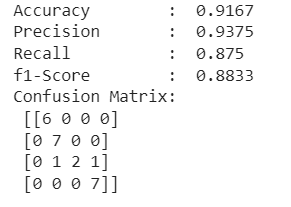 Accuracy : 0.9167
Precision : 0.9375
Recall : 0.875
f1-Score : 0.8833
Confusion Matrix:
[[6 0 0 0]
[0 7 0 0]
[0 1 2 1]
[0 0 0 7]]